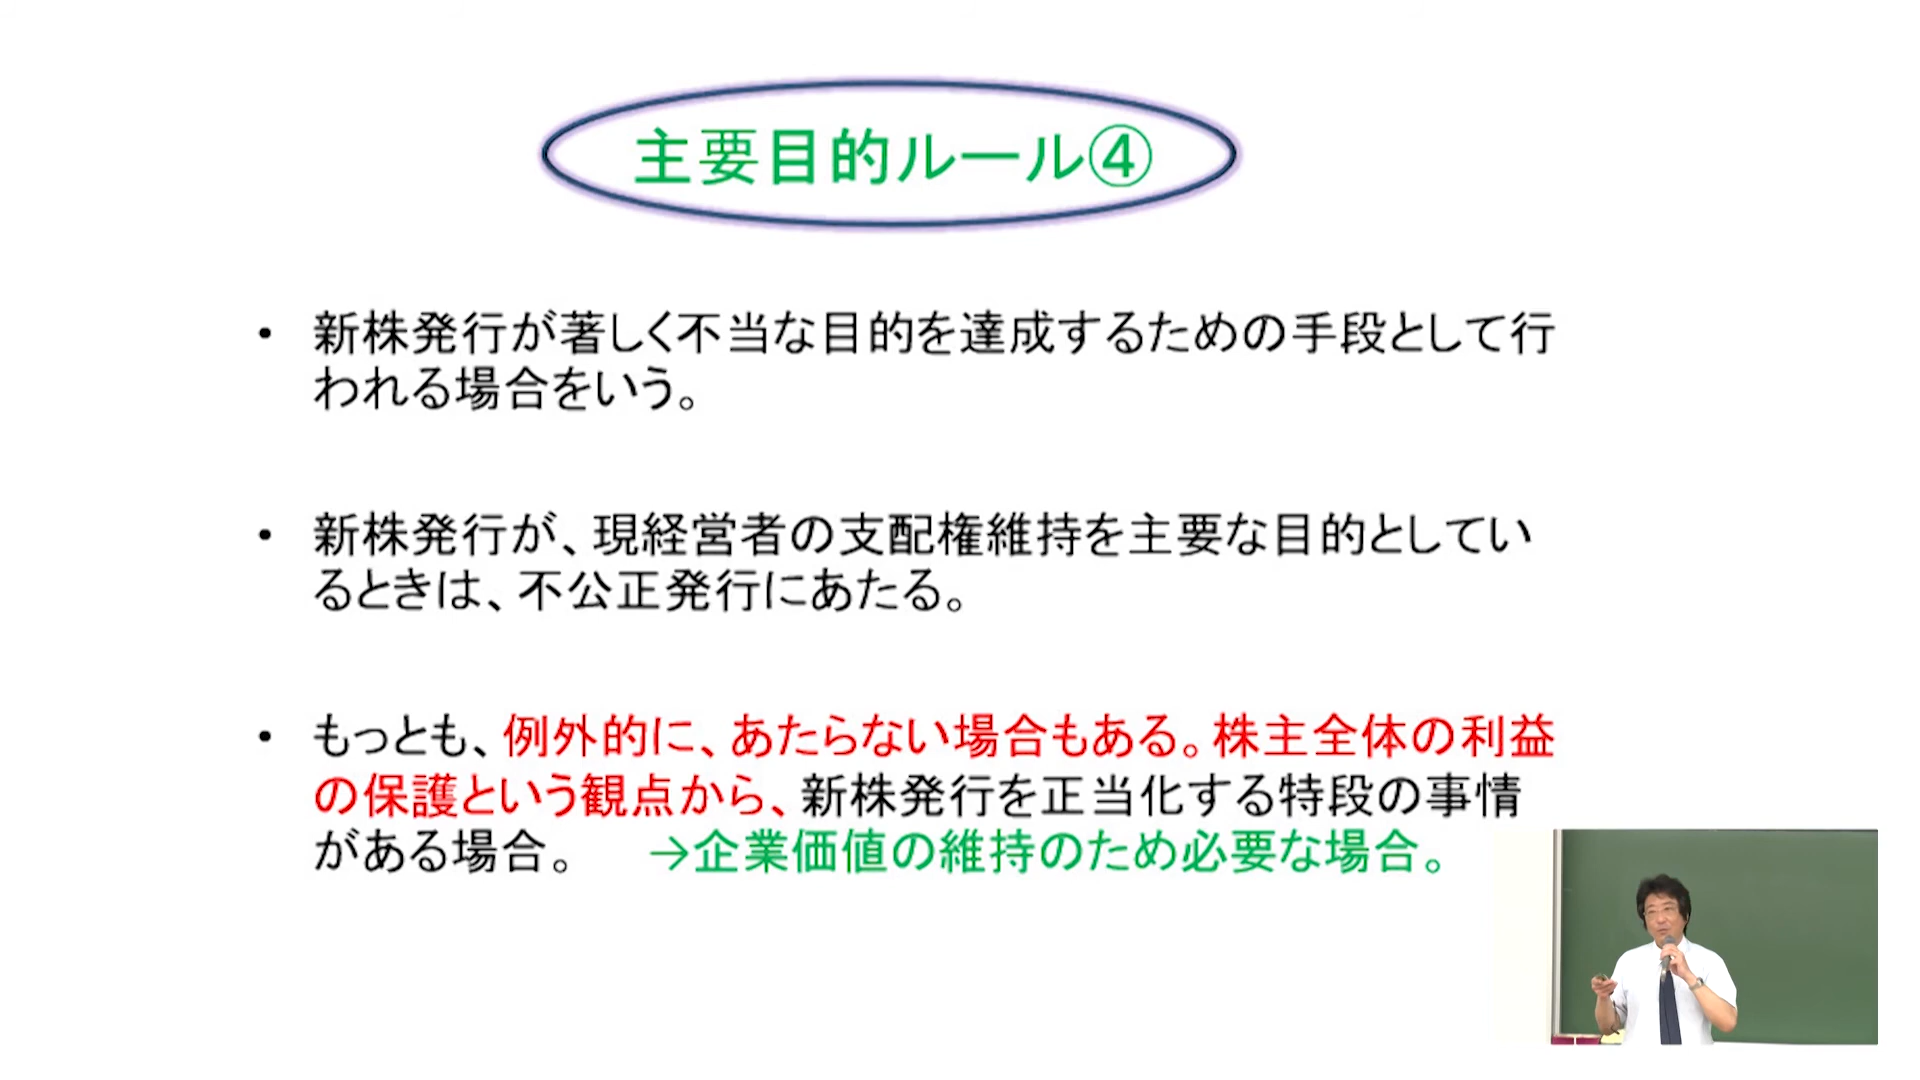 主要目的ルール④
• 新株発行が著しく不当な目的を達成するための手段として行
われる場合をいう。
• 新株発行が、現経営者の支配権維持を主要な目的としてい
るときは、不公正発行にあたる。
• もっとも、例外的に、あたらない場合もある。株主全体の利益
の保護という観点から、新株発行を正当化する特段の事情
がある場合。 →企業価値の維持のため必要な場合。